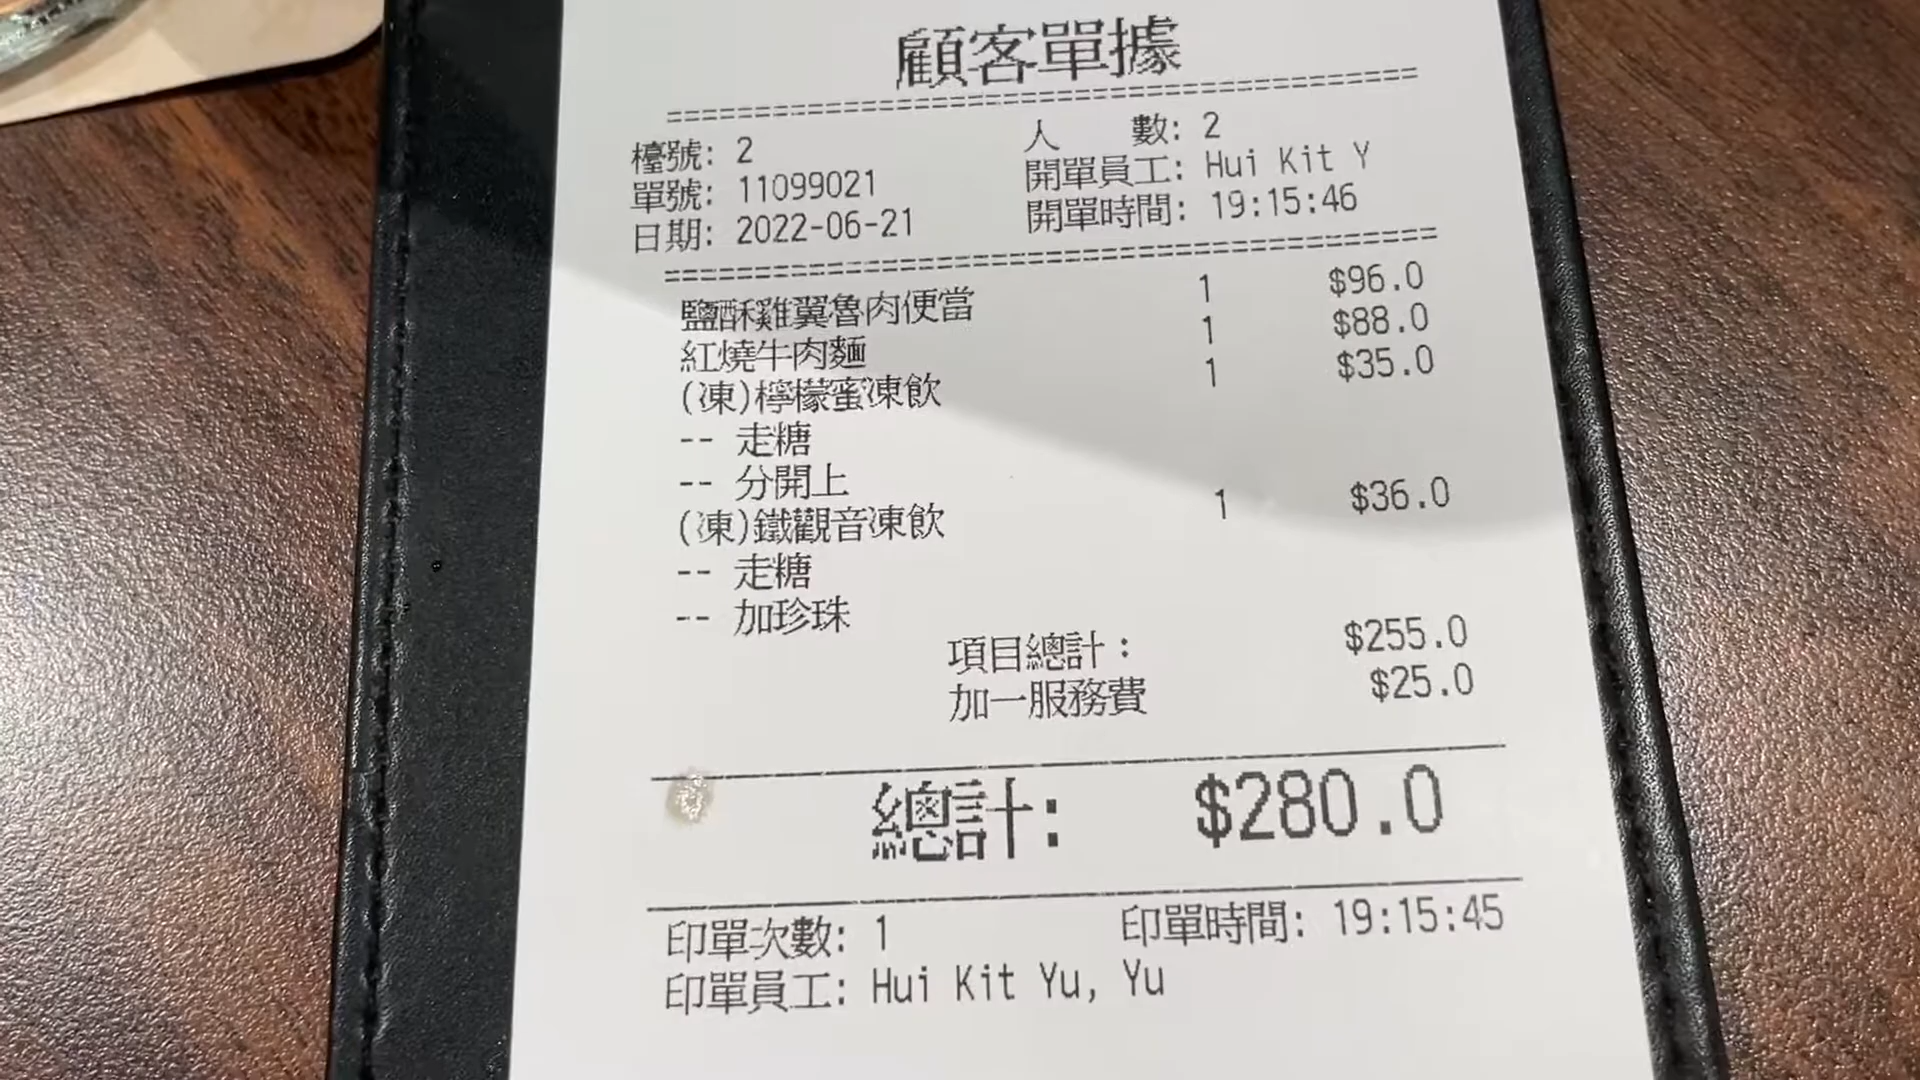 顧客單據
===========================================
檯號: 2 人 數: 2
單號: 11099021 開單員工: Hui Kit Y
日期: 2022-06-21 開單時間: 19:15:46
===========================================
鹽酥雞翼魯肉便當 1 $96.0
紅燒牛肉麵 1 $88.0
(凍)檸檬蜜凍飲 1 $35.0
-- 走糖
-- 分開上
(凍)鐵觀音凍飲 1 $36.0
-- 走糖
-- 加珍珠
項目總計: $255.0
加一服務費 $25.0
總計: $280.0
印單次數: 1 印單時間: 19:15:45
印單員工: Hui Kit Yu, Yu